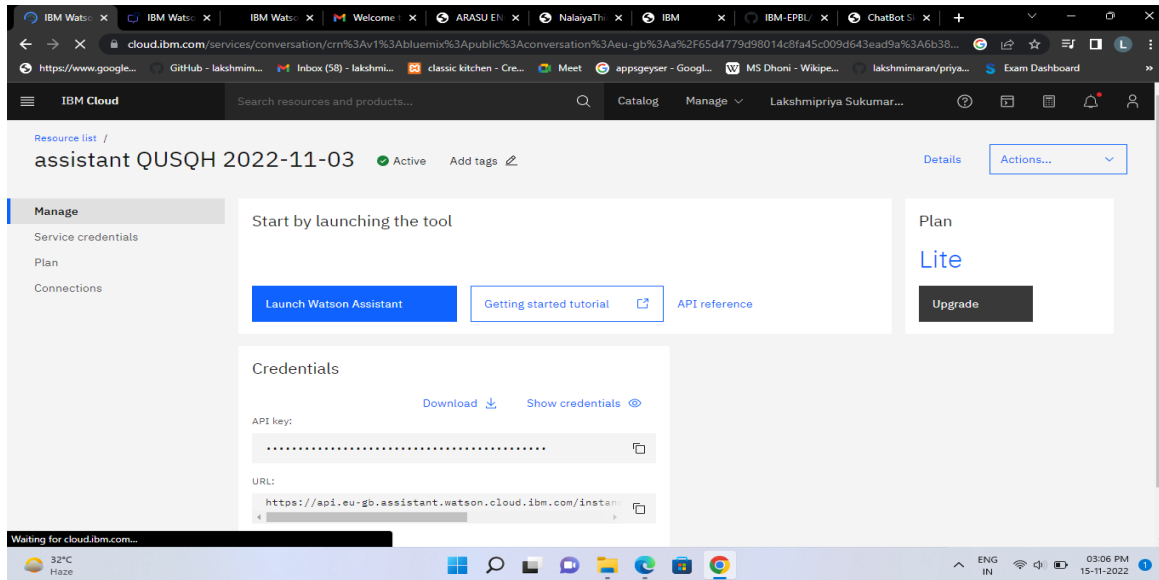 IBM Watso
IBM Watso
IBM Watso
Welcome t
ARASU EN
NalaiyaThi
IBM
IBM-EPBL/
ChatBot Si
cloud.ibm.com/services/conversation/crn%3Av1%3Abluemix%3Apublic%3Aconversation%3Aeu-gb%3Aa%2F65d4779d98014c8fa45c009d643ead9a%3A6b38...
L
https://www.google...
GitHub - lakshmim...
Inbox (58) - lakshmi...
classic kitchen - Cre...
Meet
appsgeyser - Googl...
MS Dhoni - Wikipe...
lakshmimaran/priya...
Exam Dashboard
»
IBM Cloud
Search resources and products...
Catalog
Manage
Lakshmipriya Sukumar...
Resource list /
assistant QUSQH 2022-11-03
Active
Add tags
Details
Actions...
Manage
Service credentials
Plan
Connections
Start by launching the tool
Launch Watson Assistant
Getting started tutorial
API reference
Plan
Lite
Upgrade
Credentials
Download
Show credentials
API key:
URL:
https://api.eu-gb.assistant.watson.cloud.ibm.com/instan
Waiting for cloud.ibm.com...
32°C
Haze
ENG
IN
03:06 PM
15-11-2022
1